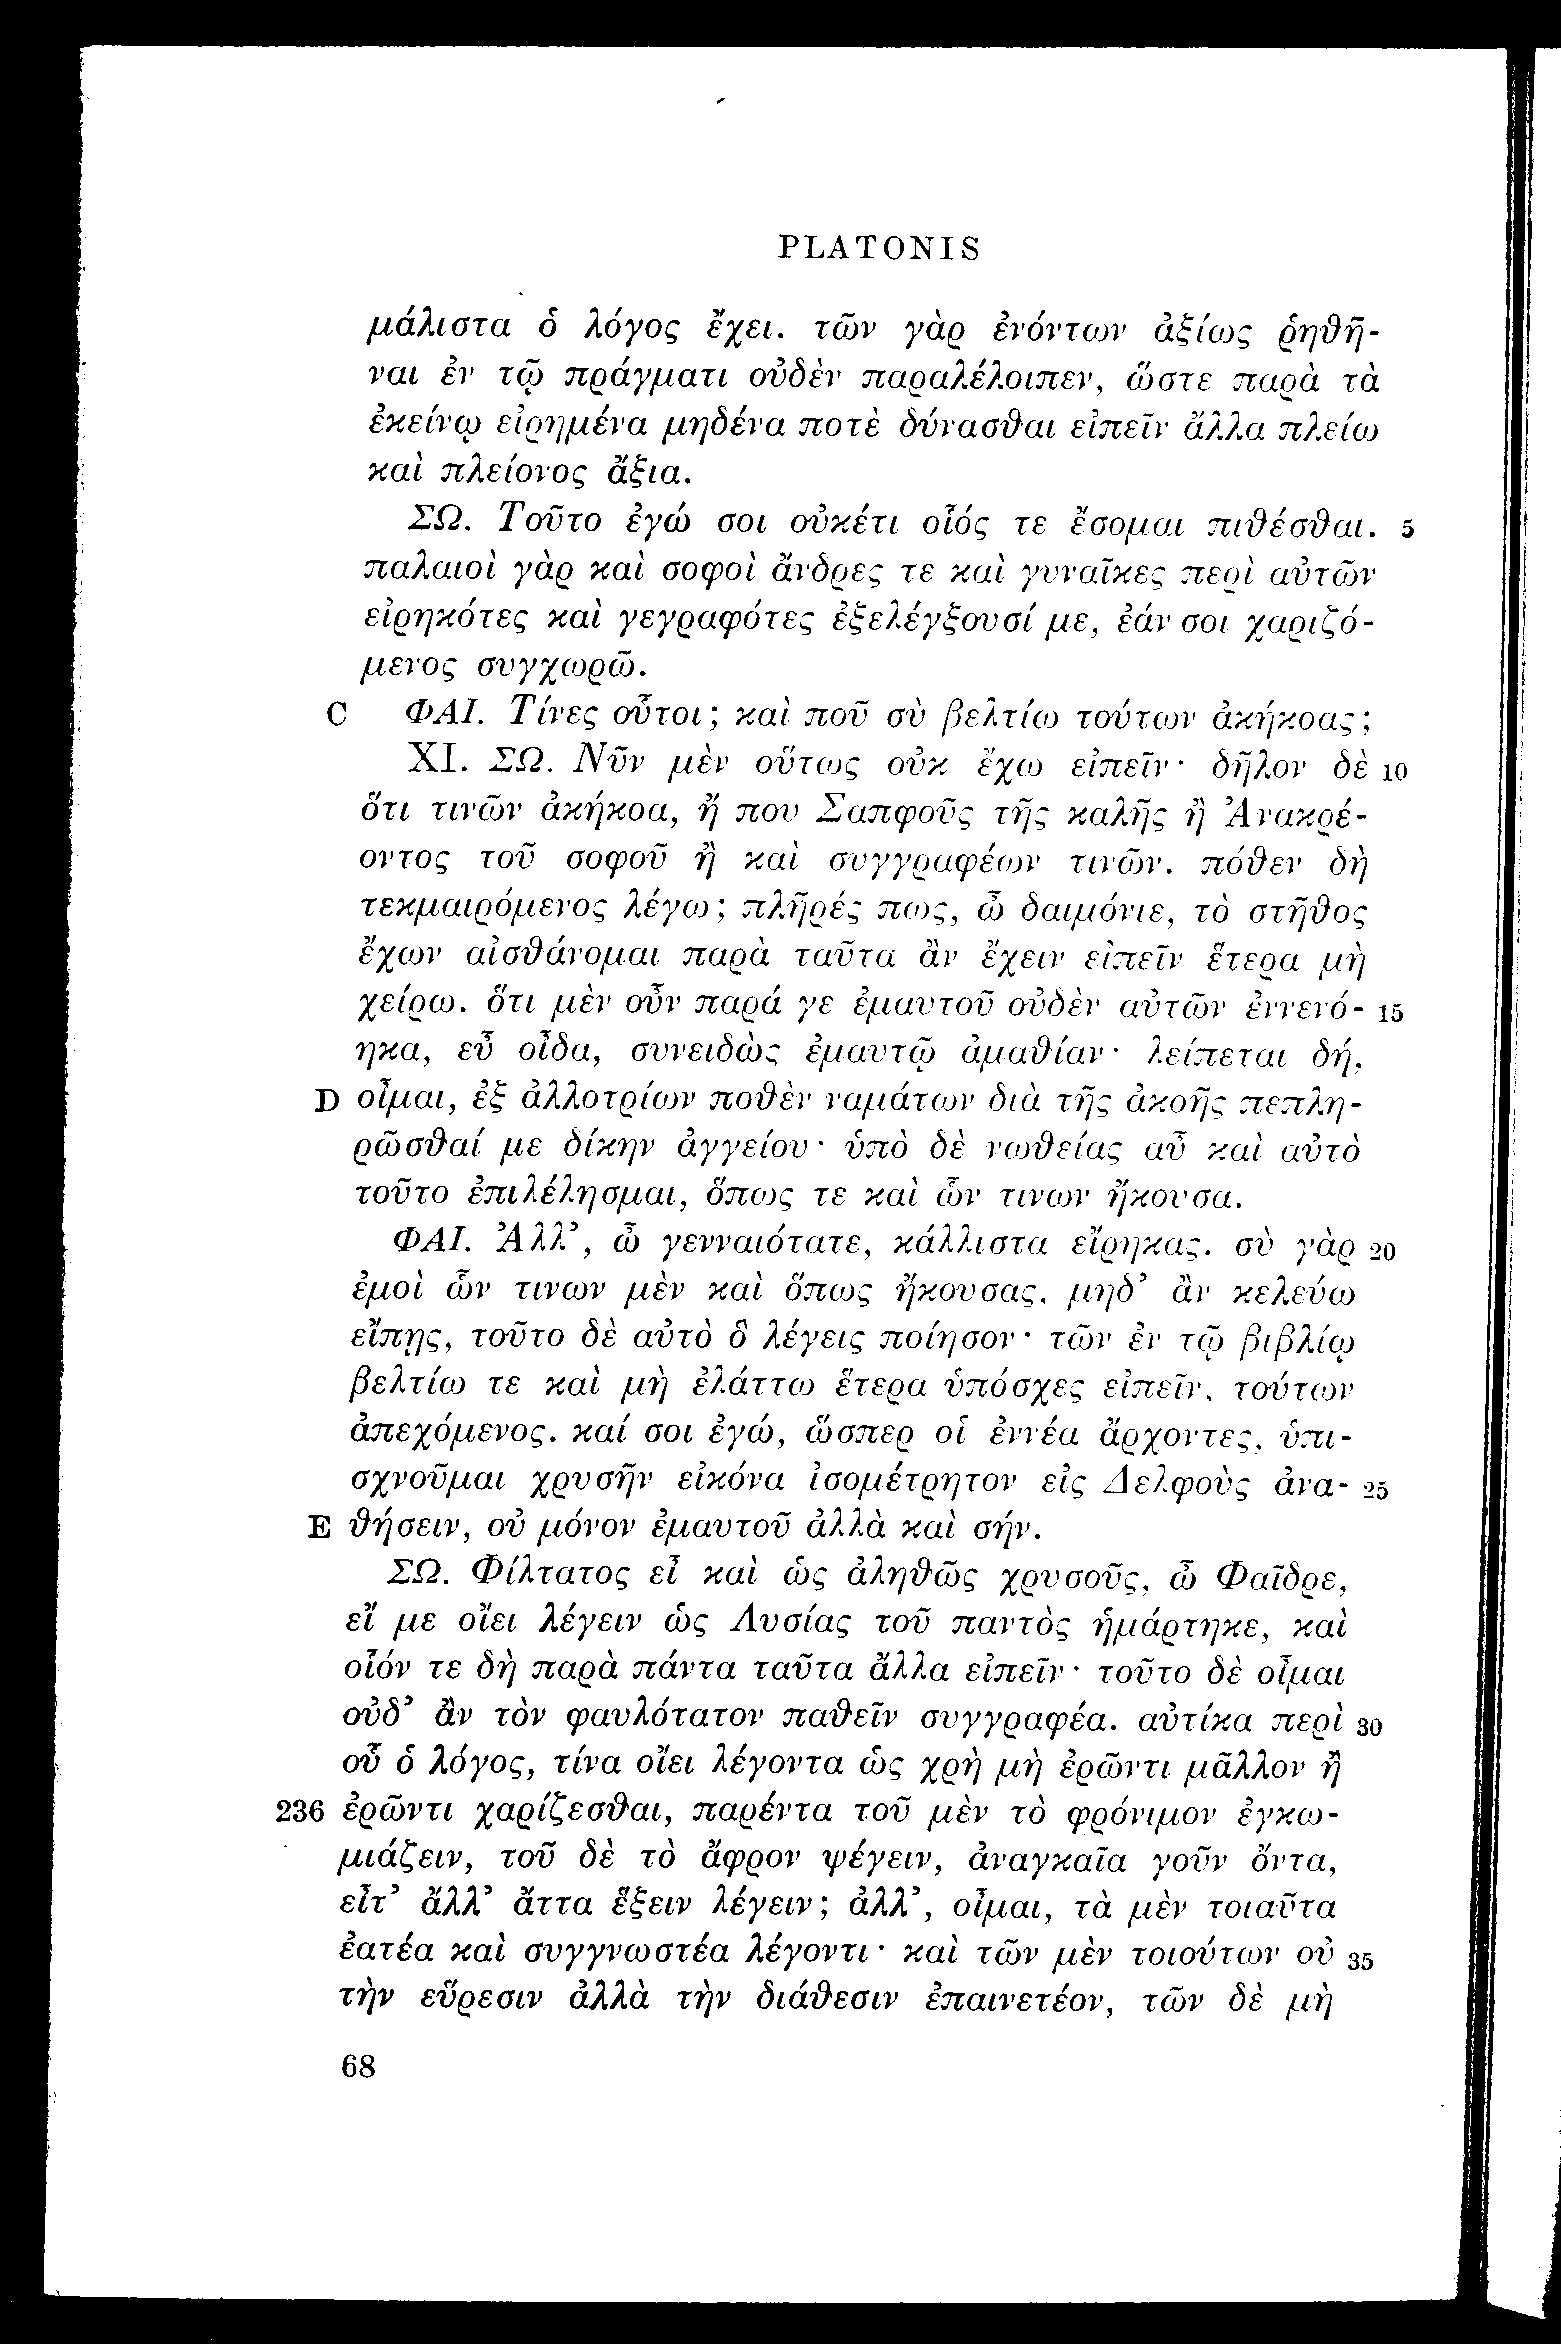 PLATONIS
μάλιστα ὁ λόγος ἔχει. τῶν γὰρ ἐνόντων ἀξίως ῥηθῆ-
ναι ἐν τῷ πράγματι οὐδὲν παραλέλοιπεν, ὥστε παρὰ τὰ
ἐκείνῳ εἰρημένα μηδένα ποτὲ δύνασθαι εἰπεῖν ἄλλα πλείω
καὶ πλείονος ἄξια.
ΣΩ. Τοῦτο ἐγώ σοι οὐκέτι οἷός τε ἔσομαι πιθέσθαι. 5
παλαιοὶ γὰρ καὶ σοφοὶ ἄνδρες τε καὶ γυναῖκες περὶ αὐτῶν
εἰρηκότες καὶ γεγραφότες ἐξελέγξουσί με, ἐάν σοι χαριζό-
μενος συγχωρῶ.
C ΦΑΙ. Τίνες οὗτοι; καὶ ποῦ σὺ βελτίω τούτων ἀκήκοας;
XI. ΣΩ. Νῦν μὲν οὕτως οὐκ ἔχω εἰπεῖν· δῆλον δὲ 10
ὅτι τινῶν ἀκήκοα, ἤ που Σαπφοῦς τῆς καλῆς ἢ Ἀνακρέ-
οντος τοῦ σοφοῦ ἢ καὶ συγγραφέων τινῶν. πόθεν δὴ
τεκμαιρόμενος λέγω; πλῆρές πως, ὦ δαιμόνιε, τὸ στῆθος
ἔχων αἰσθάνομαι παρὰ ταῦτα ἂν ἔχειν εἰπεῖν ἕτερα μὴ
χείρω. ὅτι μὲν οὖν παρά γε ἐμαυτοῦ οὐδὲν αὐτῶν ἐννενό- 15
ηκα, εὖ οἶδα, συνειδὼς ἐμαυτῷ ἀμαθίαν· λείπεται δή,
D οἶμαι, ἐξ ἀλλοτρίων ποθὲν ναμάτων διὰ τῆς ἀκοῆς πεπλη-
ρῶσθαί με δίκην ἀγγείου· ὑπὸ δὲ νωθείας αὖ καὶ αὐτὸ
τοῦτο ἐπιλέλησμαι, ὅπως τε καὶ ὧν τινων ἤκουσα.
ΦΑΙ. Ἀλλ’, ὦ γενναιότατε, κάλλιστα εἴρηκας. σὺ γὰρ 20
ἐμοὶ ὧν τινων μὲν καὶ ὅπως ἤκουσας, μηδ’ ἂν κελεύω
εἴπῃς, τοῦτο δὲ αὐτὸ ὃ λέγεις ποίησον· τῶν ἐν τῷ βιβλίῳ
βελτίω τε καὶ μὴ ἐλάττω ἕτερα ὑπόσχες εἰπεῖν, τούτων
ἀπεχόμενος. καί σοι ἐγώ, ὥσπερ οἱ ἐννέα ἄρχοντες, ὑπι-
σχνοῦμαι χρυσῆν εἰκόνα ἰσομέτρητον εἰς Δελφοὺς ἀνα- 25
E θήσειν, οὐ μόνον ἐμαυτοῦ ἀλλὰ καὶ σήν.
ΣΩ. Φίλτατος εἶ καὶ ὡς ἀληθῶς χρυσοῦς, ὦ Φαῖδρε,
εἴ με οἴει λέγειν ὡς Λυσίας τοῦ παντὸς ἡμάρτηκε, καὶ
οἷόν τε δὴ παρὰ πάντα ταῦτα ἄλλα εἰπεῖν· τοῦτο δὲ οἶμαι
οὐδ’ ἂν τὸν φαυλότατον παθεῖν συγγραφέα. αὐτίκα περὶ 30
οὗ ὁ λόγος, τίνα οἴει λέγοντα ὡς χρὴ μὴ ἐρῶντι μᾶλλον ἢ
236 ἐρῶντι χαρίζεσθαι, παρέντα τοῦ μὲν τὸ φρόνιμον ἐγκω-
μιάζειν, τοῦ δὲ τὸ ἄφρον ψέγειν, ἀναγκαῖα γοῦν ὄντα,
εἶτ’ ἄλλ’ ἄττα ἕξειν λέγειν; ἀλλ’, οἶμαι, τὰ μὲν τοιαῦτα
ἐατέα καὶ συγγνωστέα λέγοντι· καὶ τῶν μὲν τοιούτων οὐ 35
τὴν εὕρεσιν ἀλλὰ τὴν διάθεσιν ἐπαινετέον, τῶν δὲ μὴ
68